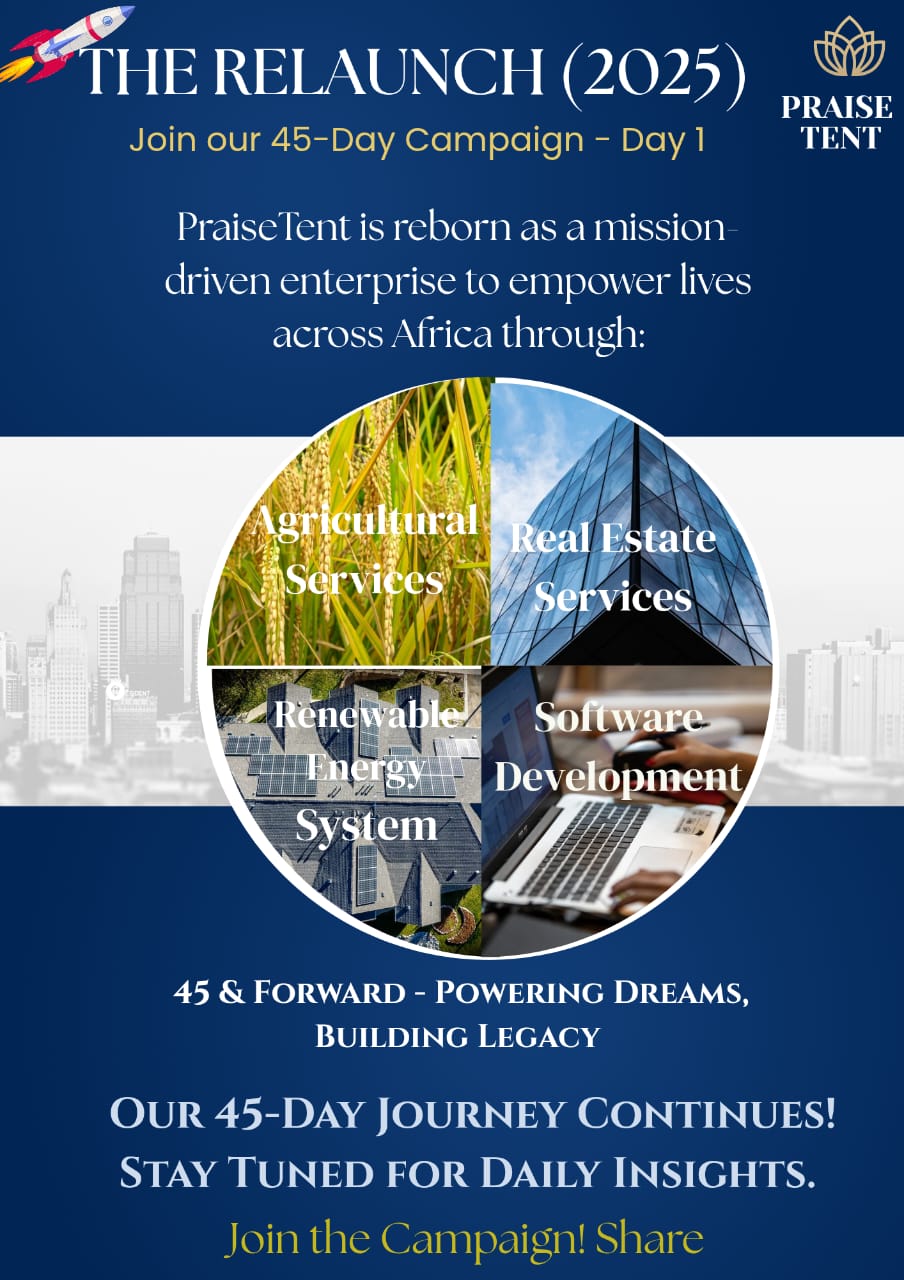 THE RELAUNCH (2025)
PRAISE
TENT
Join our 45-Day Campaign - Day 1
PraiseTent is reborn as a mission-
driven enterprise to empower lives
across Africa through:
Agricultural
Services
Real Estate
Services
Renewable
Energy
System
Software
Development
45 & FORWARD - POWERING DREAMS,
BUILDING LEGACY
OUR 45-DAY JOURNEY CONTINUES!
STAY TUNED FOR DAILY INSIGHTS.
Join the Campaign! Share